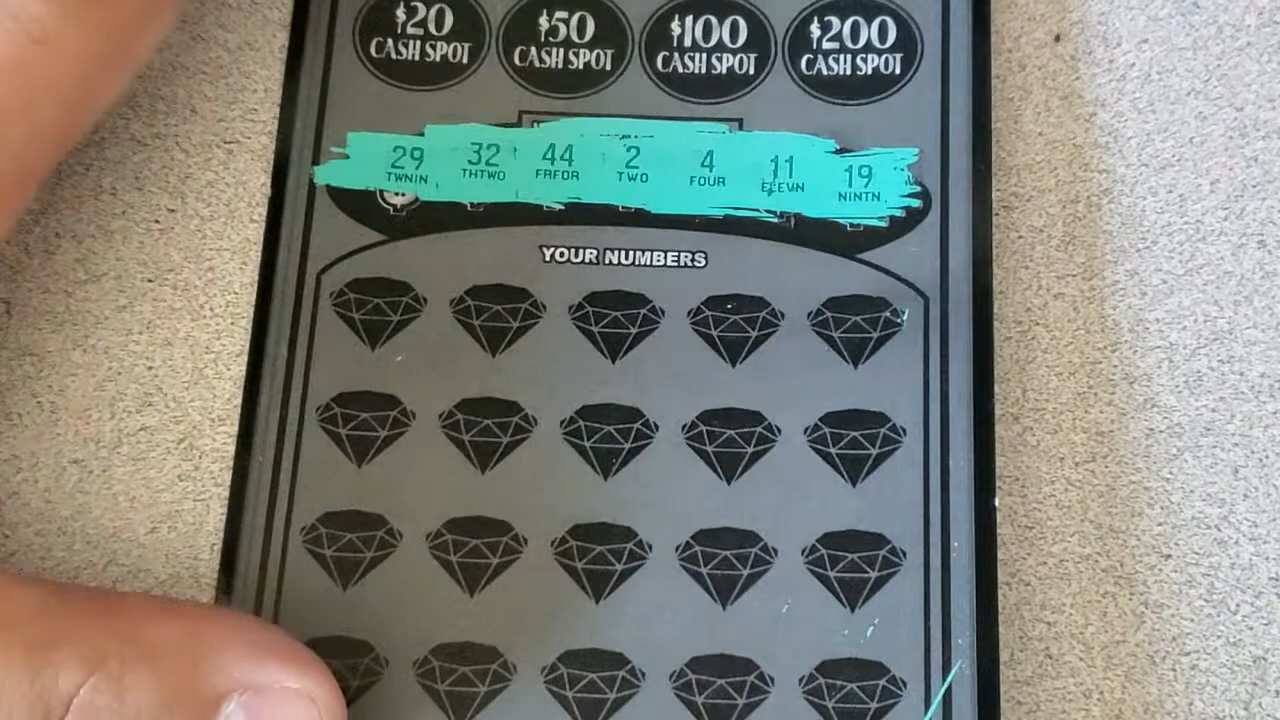 $20 $50 $100 $200
CASH SPOT CASH SPOT CASH SPOT CASH SPOT
29 32 44 2 4 11 19
TWNIN THTWO FRFOR TWO FOUR ELEVN NINTN
YOUR NUMBERS